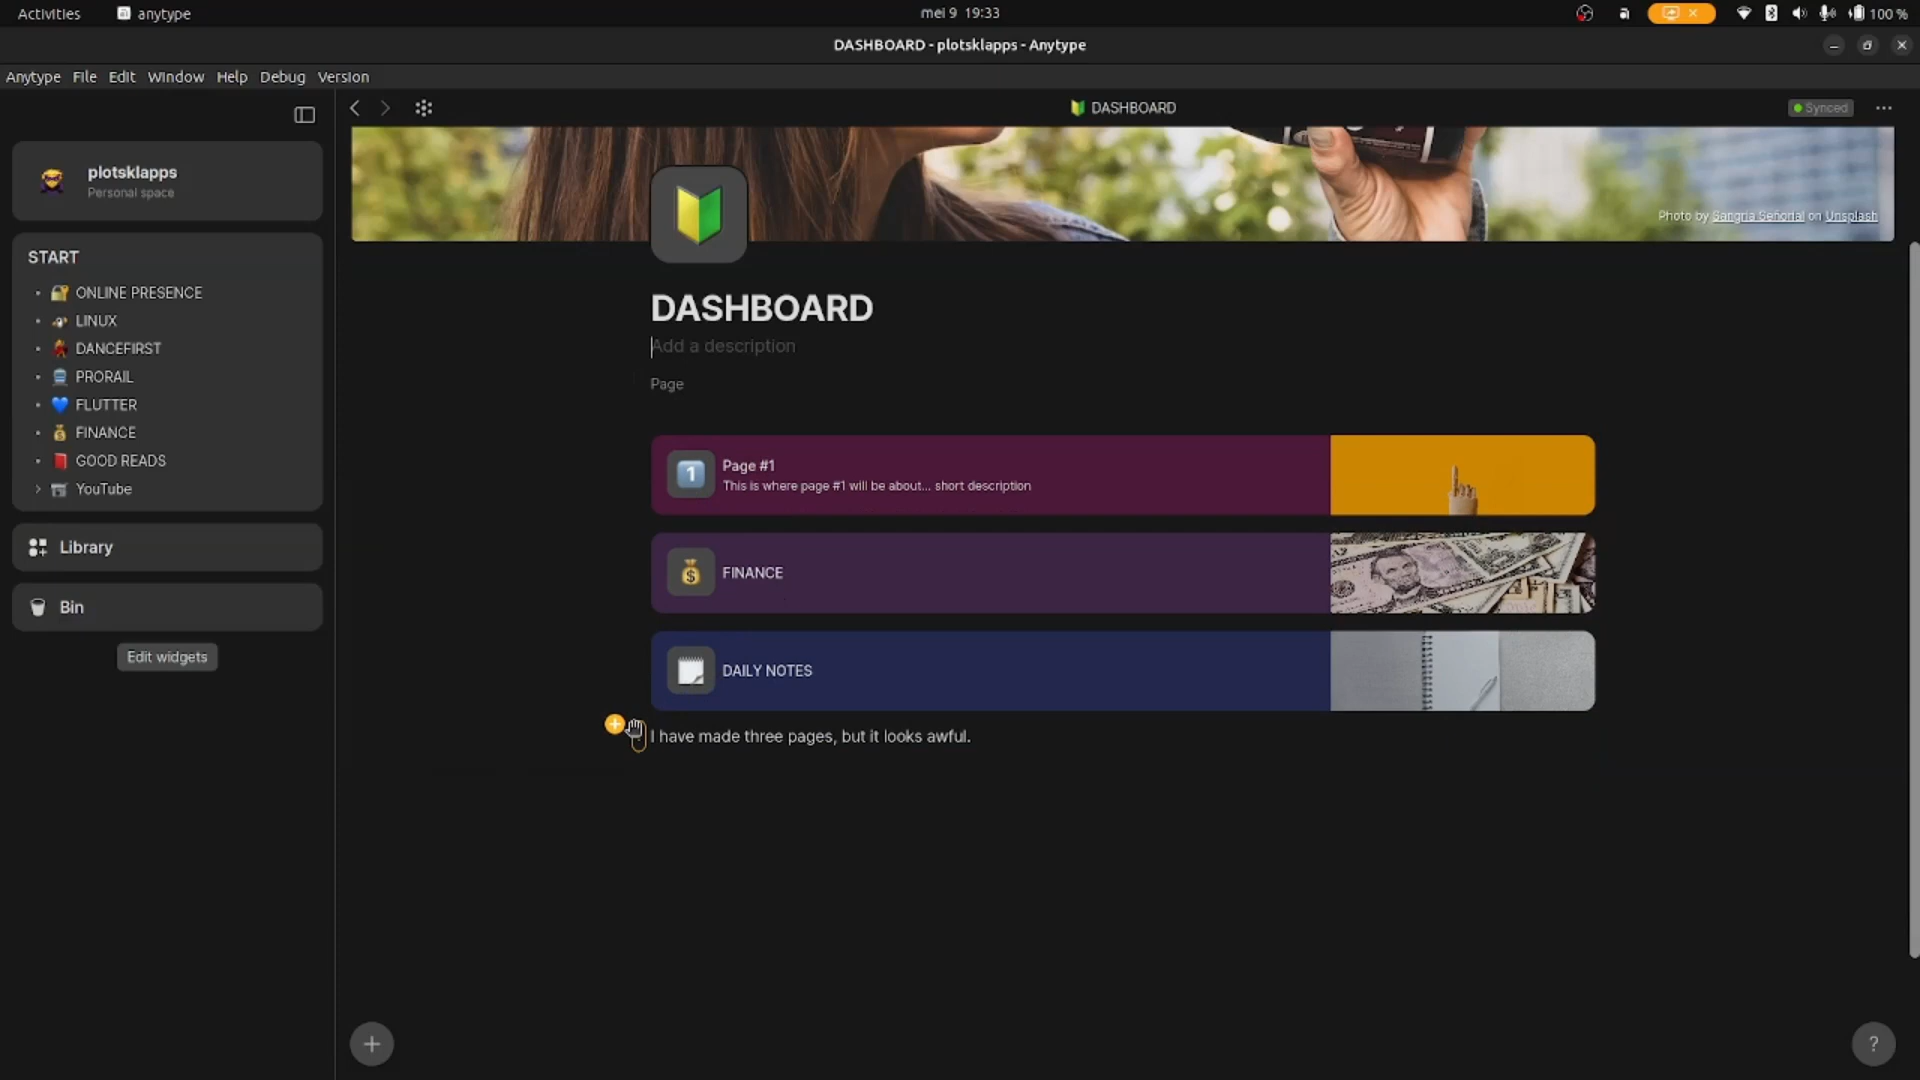 Activities
anytype
mei 9 19:33
100 %
DASHBOARD - plotsklapps - Anytype
Anytype File Edit Window Help Debug Version
DASHBOARD
Synced
plotsklapps
Personal space
START
ONLINE PRESENCE
LINUX
DANCEFIRST
PRORAIL
FLUTTER
FINANCE
GOOD READS
YouTube
Library
Bin
Edit widgets
Photo by Sangria Señorial on Unsplash
DASHBOARD
Add a description
Page
1
Page #1
This is where page #1 will be about... short description
$
FINANCE
DAILY NOTES
I have made three pages, but it looks awful.
?